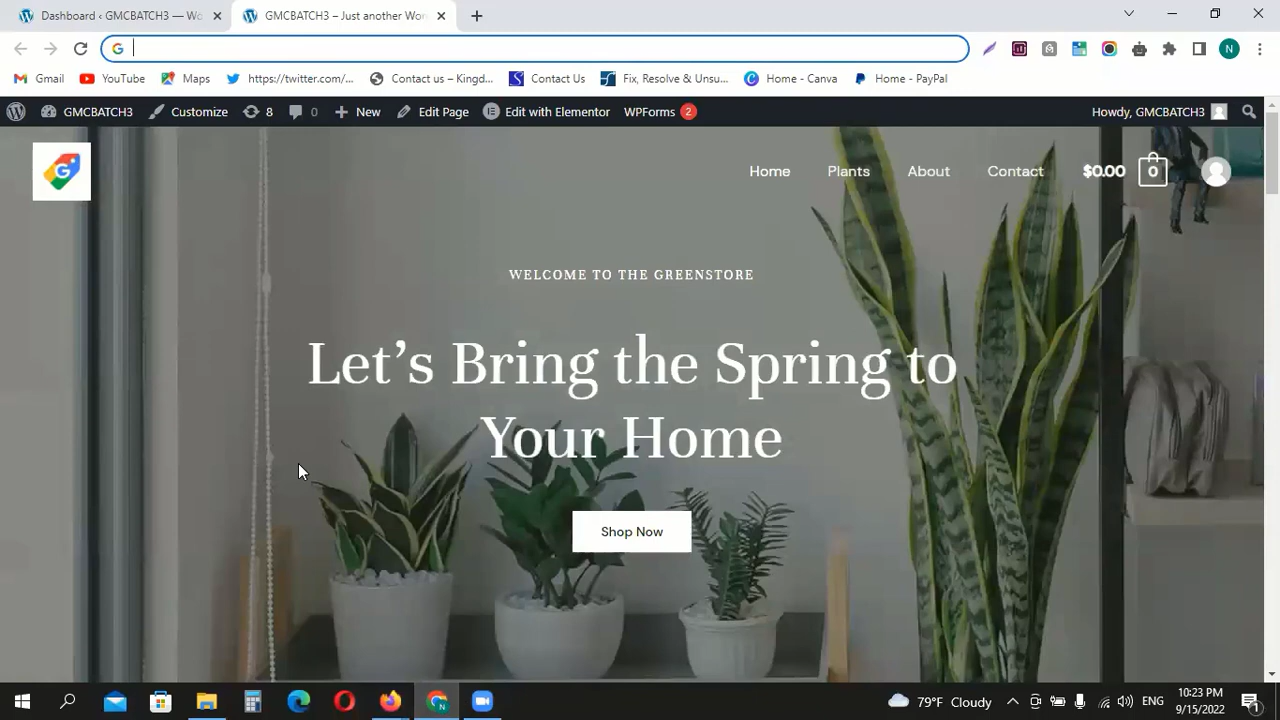 Dashboard ‹ GMCBATCH3 — Wo
GMCBATCH3 – Just another Wor
Gmail
YouTube
Maps
https://twitter.com/...
Contact us – Kingd...
Contact Us
Fix, Resolve & Unsu...
Home - Canva
Home - PayPal
N
GMCBATCH3
Customize
8
0
New
Edit Page
Edit with Elementor
WPForms 2
Howdy, GMCBATCH3
G
Home
Plants
About
Contact
$0.00
0
WELCOME TO THE GREENSTORE
Let’s Bring the Spring to
Your Home
Shop Now
79°F Cloudy
ENG
10:23 PM
9/15/2022
1